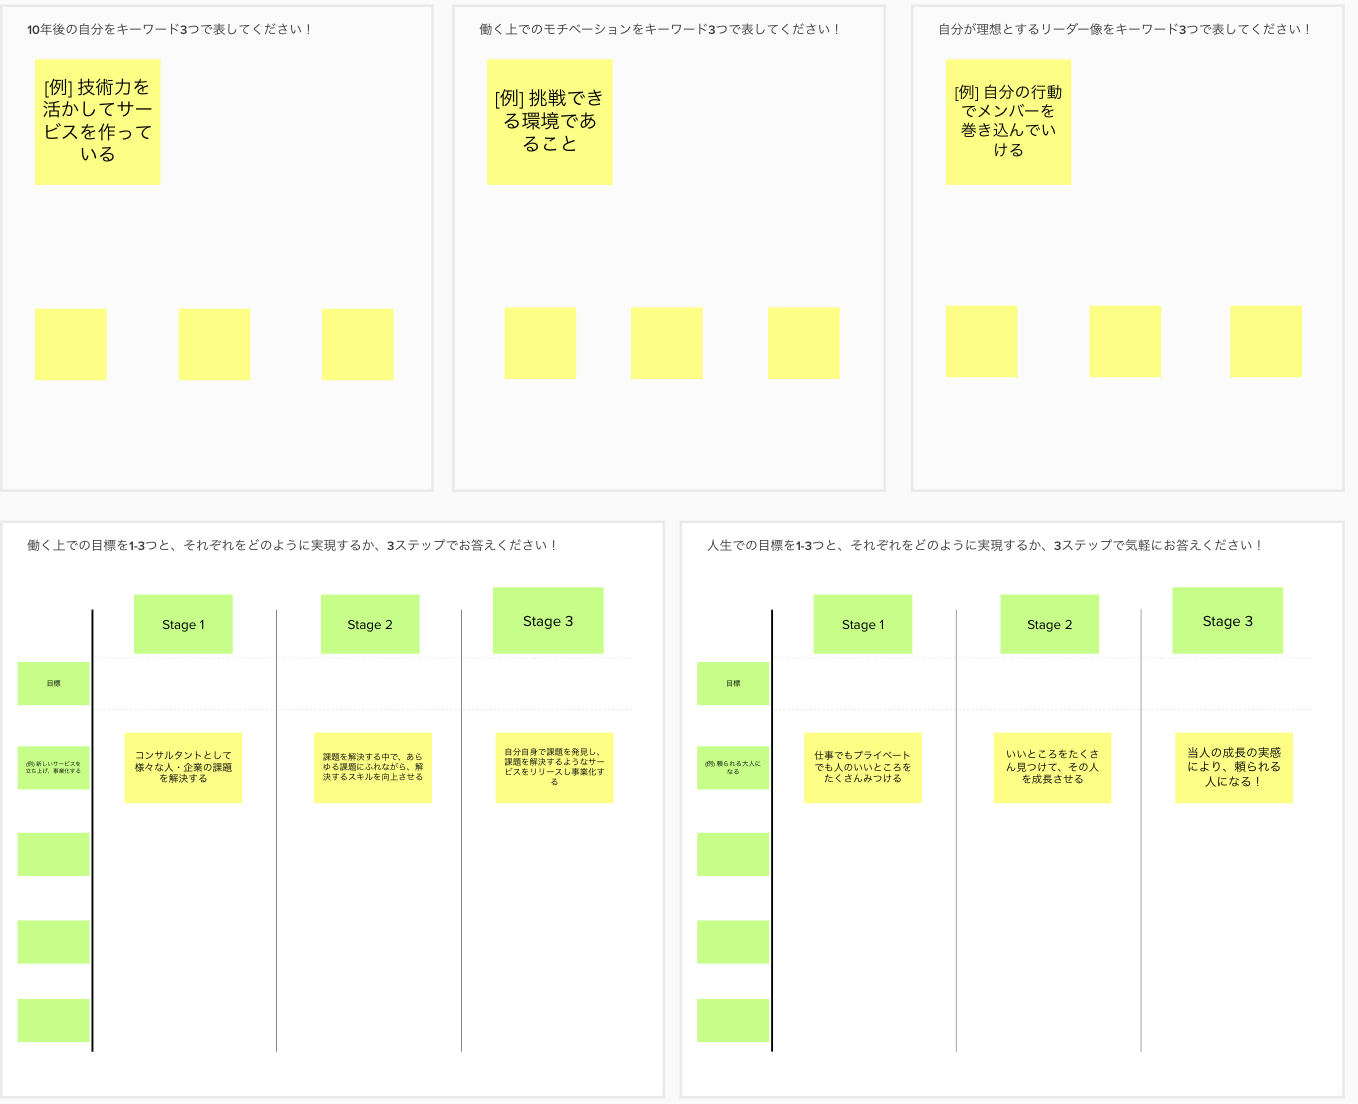 10年後の自分をキーワード3つで表してください！
[例] 技術力を
活かしてサー
ビスを作って
いる
働く上でのモチベーションをキーワード3つで表してください！
[例] 挑戦でき
る環境であ
ること
自分が理想とするリーダー像をキーワード3つで表してください！
[例] 自分の行動
でメンバーを
巻き込んでい
ける
働く上での目標を1-3つと、それぞれをどのように実現するか、3ステップでお答えください！
Stage 1
Stage 2
Stage 3
目標
(例) 新しいサービスを
立ち上げ、事業化する
コンサルタントとして
様々な人・企業の課題
を解決する
課題を解決する中で、あら
ゆる課題にふれながら、解
決するスキルを向上させる
自分自身で課題を発見し、
課題を解決するようなサー
ビスをリリースし事業化す
る
人生での目標を1-3つと、それぞれをどのように実現するか、3ステップで気軽にお答えください！
Stage 1
Stage 2
Stage 3
目標
(例) 頼られる大人に
なる
仕事でもプライベート
でも人のいいところを
たくさんみつける
いいところをたくさ
ん見つけて、その人
を成長させる
当人の成長の実感
により、頼られる
人になる！